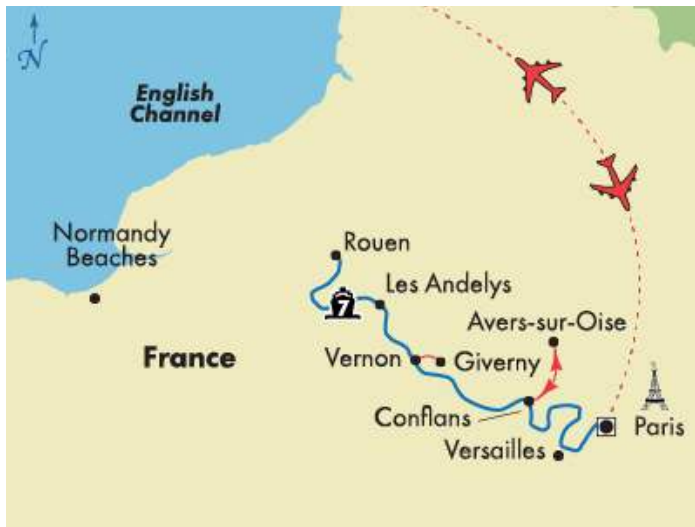 N
English
Channel
Normandy
Beaches
Rouen
Les Andelys
7
Avers-sur-Oise
France
Vernon
Giverny
Conflans
Paris
Versailles